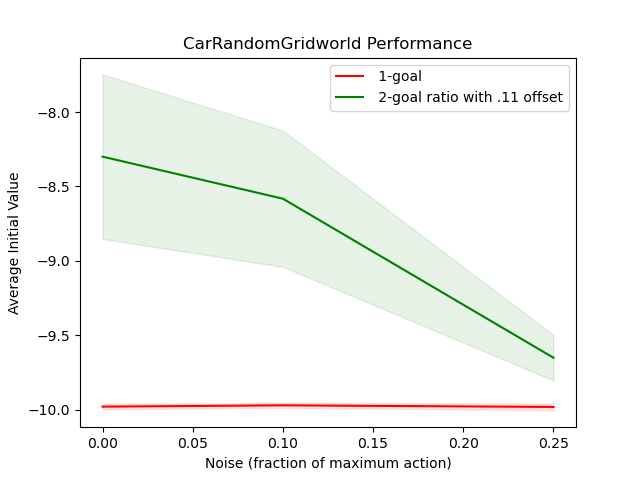 CarRandomGridworld Performance
1-goal
2-goal ratio with .11 offset
Average Initial Value
−8.0
−8.5
−9.0
−9.5
−10.0
0.00 0.05 0.10 0.15 0.20 0.25
Noise (fraction of maximum action)